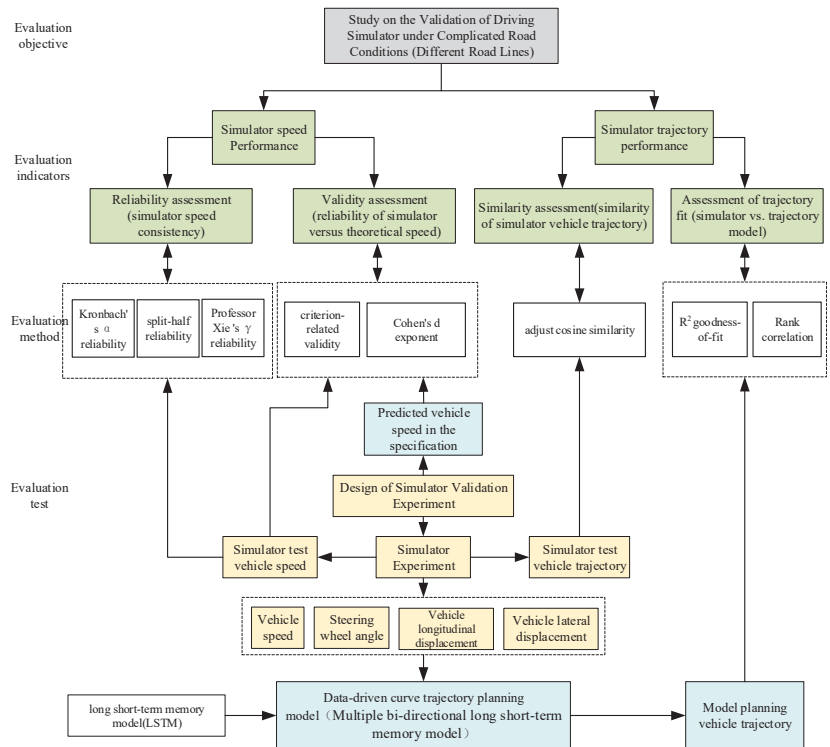 Evaluation
objective
Study on the Validation of Driving
Simulator under Complicated Road
Conditions (Different Road Lines)
Evaluation
indicators
Simulator speed
Performance
Simulator trajectory
performance
Reliability assessment
(simulator speed
consistency)
Validity assessment
(reliability of simulator
versus theoretical speed)
Similarity assessment(similarity
of simulator vehicle trajectory)
Assessment of trajectory
fit (simulator vs. trajectory
model)
Evaluation
method
Kronbach'
s α
reliability
split-half
reliability
Professor
Xie 's γ
reliability
criterion-
related
validity
Cohen's d
exponent
adjust cosine similarity
R² goodness-
of-fit
Rank
correlation
Evaluation
test
Predicted vehicle
speed in the
specification
Design of Simulator Validation
Experiment
Simulator test
vehicle speed
Simulator
Experiment
Simulator test
vehicle trajectory
Vehicle
speed
Steering
wheel angle
Vehicle
longitudinal
displacement
Vehicle lateral
displacement
long short-term memory
model(LSTM)
Data-driven curve trajectory planning
model（Multiple bi-directional long short-term
memory model）
Model planning
vehicle trajectory